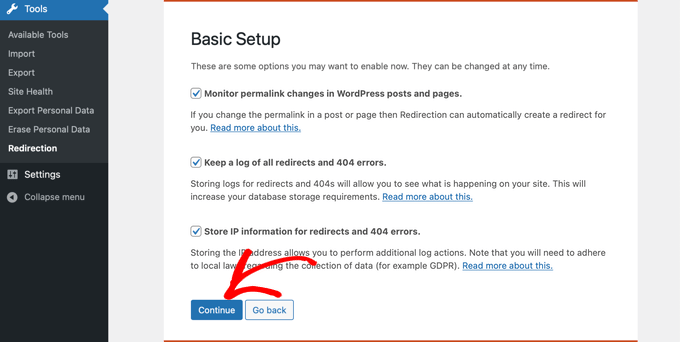 Tools
Available Tools
Import
Export
Site Health
Export Personal Data
Erase Personal Data
Redirection
Settings
Collapse menu
Basic Setup
These are some options you may want to enable now. They can be changed at any time.
Monitor permalink changes in WordPress posts and pages.
If you change the permalink in a post or page then Redirection can automatically create a redirect for
you. Read more about this.
Keep a log of all redirects and 404 errors.
Storing logs for redirects and 404s will allow you to see what is happening on your site. This will
increase your database storage requirements. Read more about this.
Store IP information for redirects and 404 errors.
Storing the IP address allows you to perform additional log actions. Note that you will need to adhere
to local laws regarding the collection of data (for example GDPR). Read more about this.
Continue
Go back